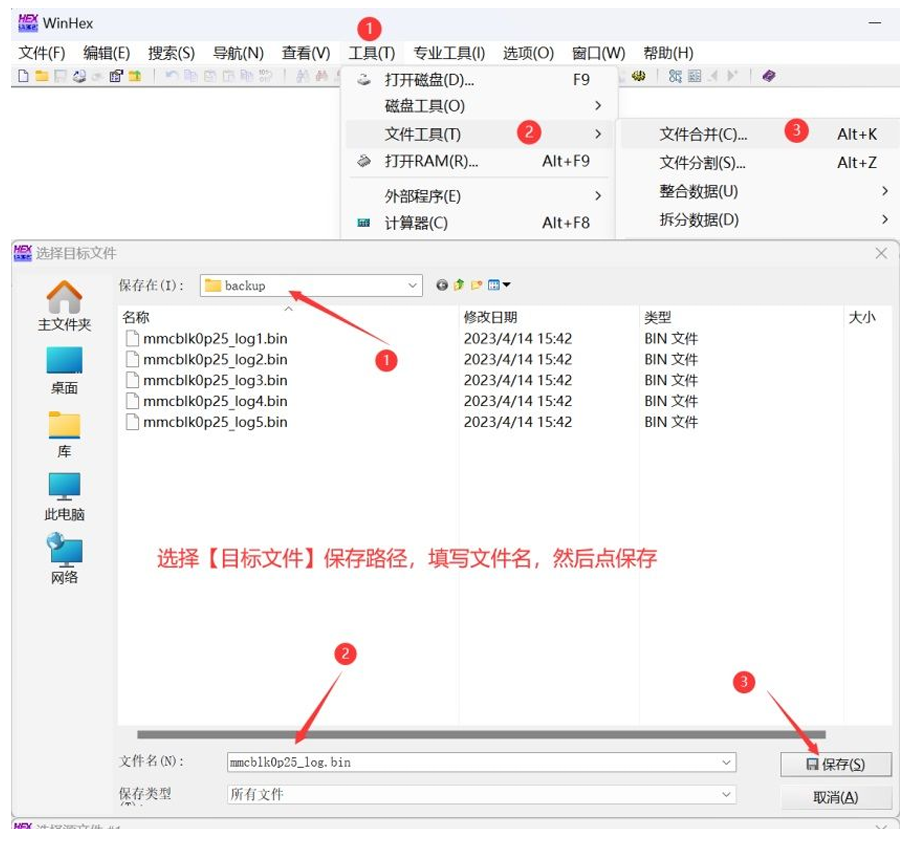 WinHex
1
文件(F) 编辑(E) 搜索(S) 导航(N) 查看(V) 工具(T) 专业工具(I) 选项(O) 窗口(W) 帮助(H)
打开磁盘(D)... F9
磁盘工具(O)
文件工具(T) 2
打开RAM(R)... Alt+F9
外部程序(E)
计算器(C) Alt+F8
文件合并(C)... 3 Alt+K
文件分割(S)... Alt+Z
整合数据(U)
拆分数据(D)
选择目标文件
保存在(I): backup
主文件夹
桌面
库
此电脑
网络
名称 修改日期 类型 大小
mmcblk0p25_log1.bin 2023/4/14 15:42 BIN 文件
mmcblk0p25_log2.bin 2023/4/14 15:42 BIN 文件
mmcblk0p25_log3.bin 2023/4/14 15:42 BIN 文件
mmcblk0p25_log4.bin 2023/4/14 15:42 BIN 文件
mmcblk0p25_log5.bin 2023/4/14 15:42 BIN 文件
1
选择【目标文件】保存路径，填写文件名，然后点保存
2
3
文件名(N): mmcblk0p25_log.bin 保存(S)
保存类型 所有文件 取消(A)